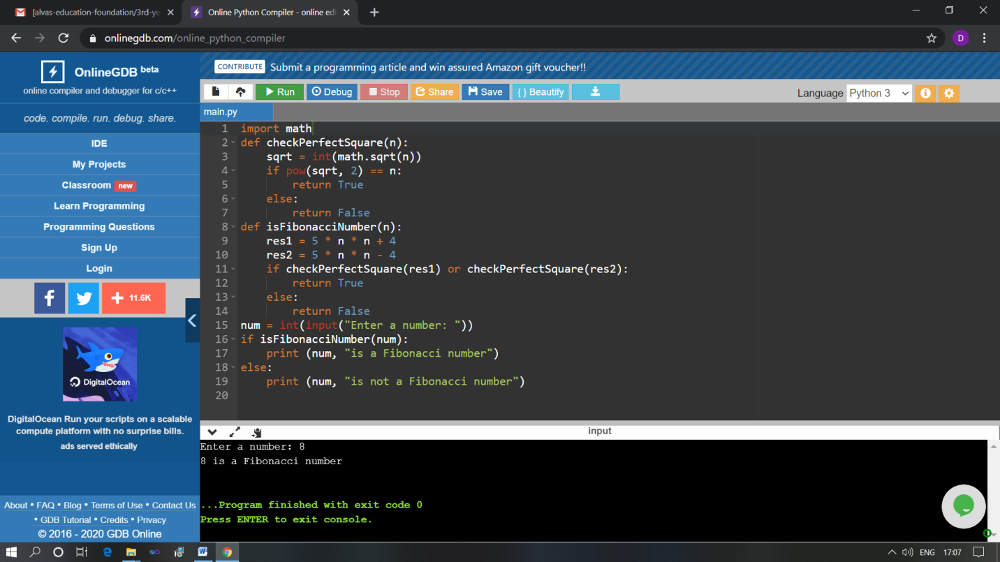 [alvas-education-foundation/3rd-ye
Online Python Compiler - online edi
onlinegdb.com/online_python_compiler
D
OnlineGDB beta
online compiler and debugger for c/c++
code. compile. run. debug. share.
IDE
My Projects
Classroom new
Learn Programming
Programming Questions
Sign Up
Login
f
+ 11.6K
DigitalOcean
DigitalOcean Run your scripts on a scalable
compute platform with no surprise bills.
ads served ethically
About • FAQ • Blog • Terms of Use • Contact Us
• GDB Tutorial • Credits • Privacy
© 2016 - 2020 GDB Online
CONTRIBUTE Submit a programming article and win assured Amazon gift voucher!!
Run Debug Stop Share Save { } Beautify
Language Python 3
main.py
1 import math
2 def checkPerfectSquare(n):
3 sqrt = int(math.sqrt(n))
4 if pow(sqrt, 2) == n:
5 return True
6 else:
7 return False
8 def isFibonacciNumber(n):
9 res1 = 5 * n * n + 4
10 res2 = 5 * n * n - 4
11 if checkPerfectSquare(res1) or checkPerfectSquare(res2):
12 return True
13 else:
14 return False
15 num = int(input("Enter a number: "))
16 if isFibonacciNumber(num):
17 print (num, "is a Fibonacci number")
18 else:
19 print (num, "is not a Fibonacci number")
20
input
Enter a number: 8
8 is a Fibonacci number
...Program finished with exit code 0
Press ENTER to exit console.
ENG 17:07